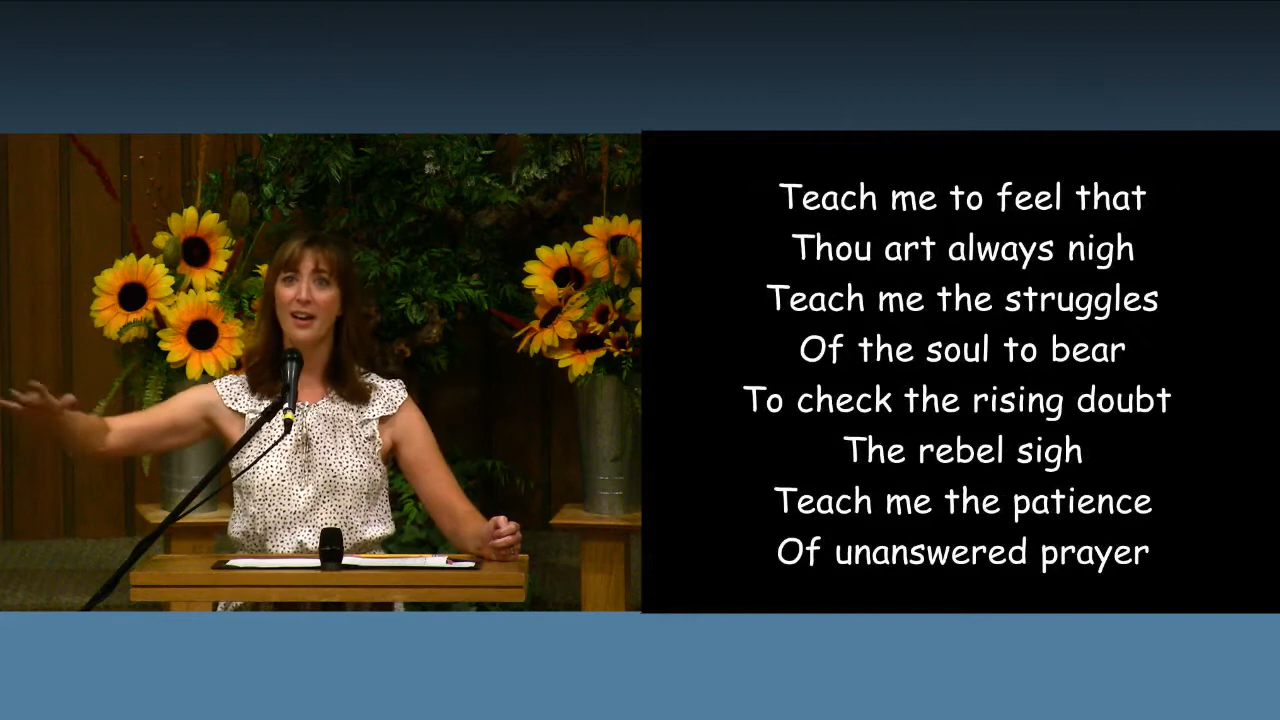 Teach me to feel that
Thou art always nigh
Teach me the struggles
Of the soul to bear
To check the rising doubt
The rebel sigh
Teach me the patience
Of unanswered prayer